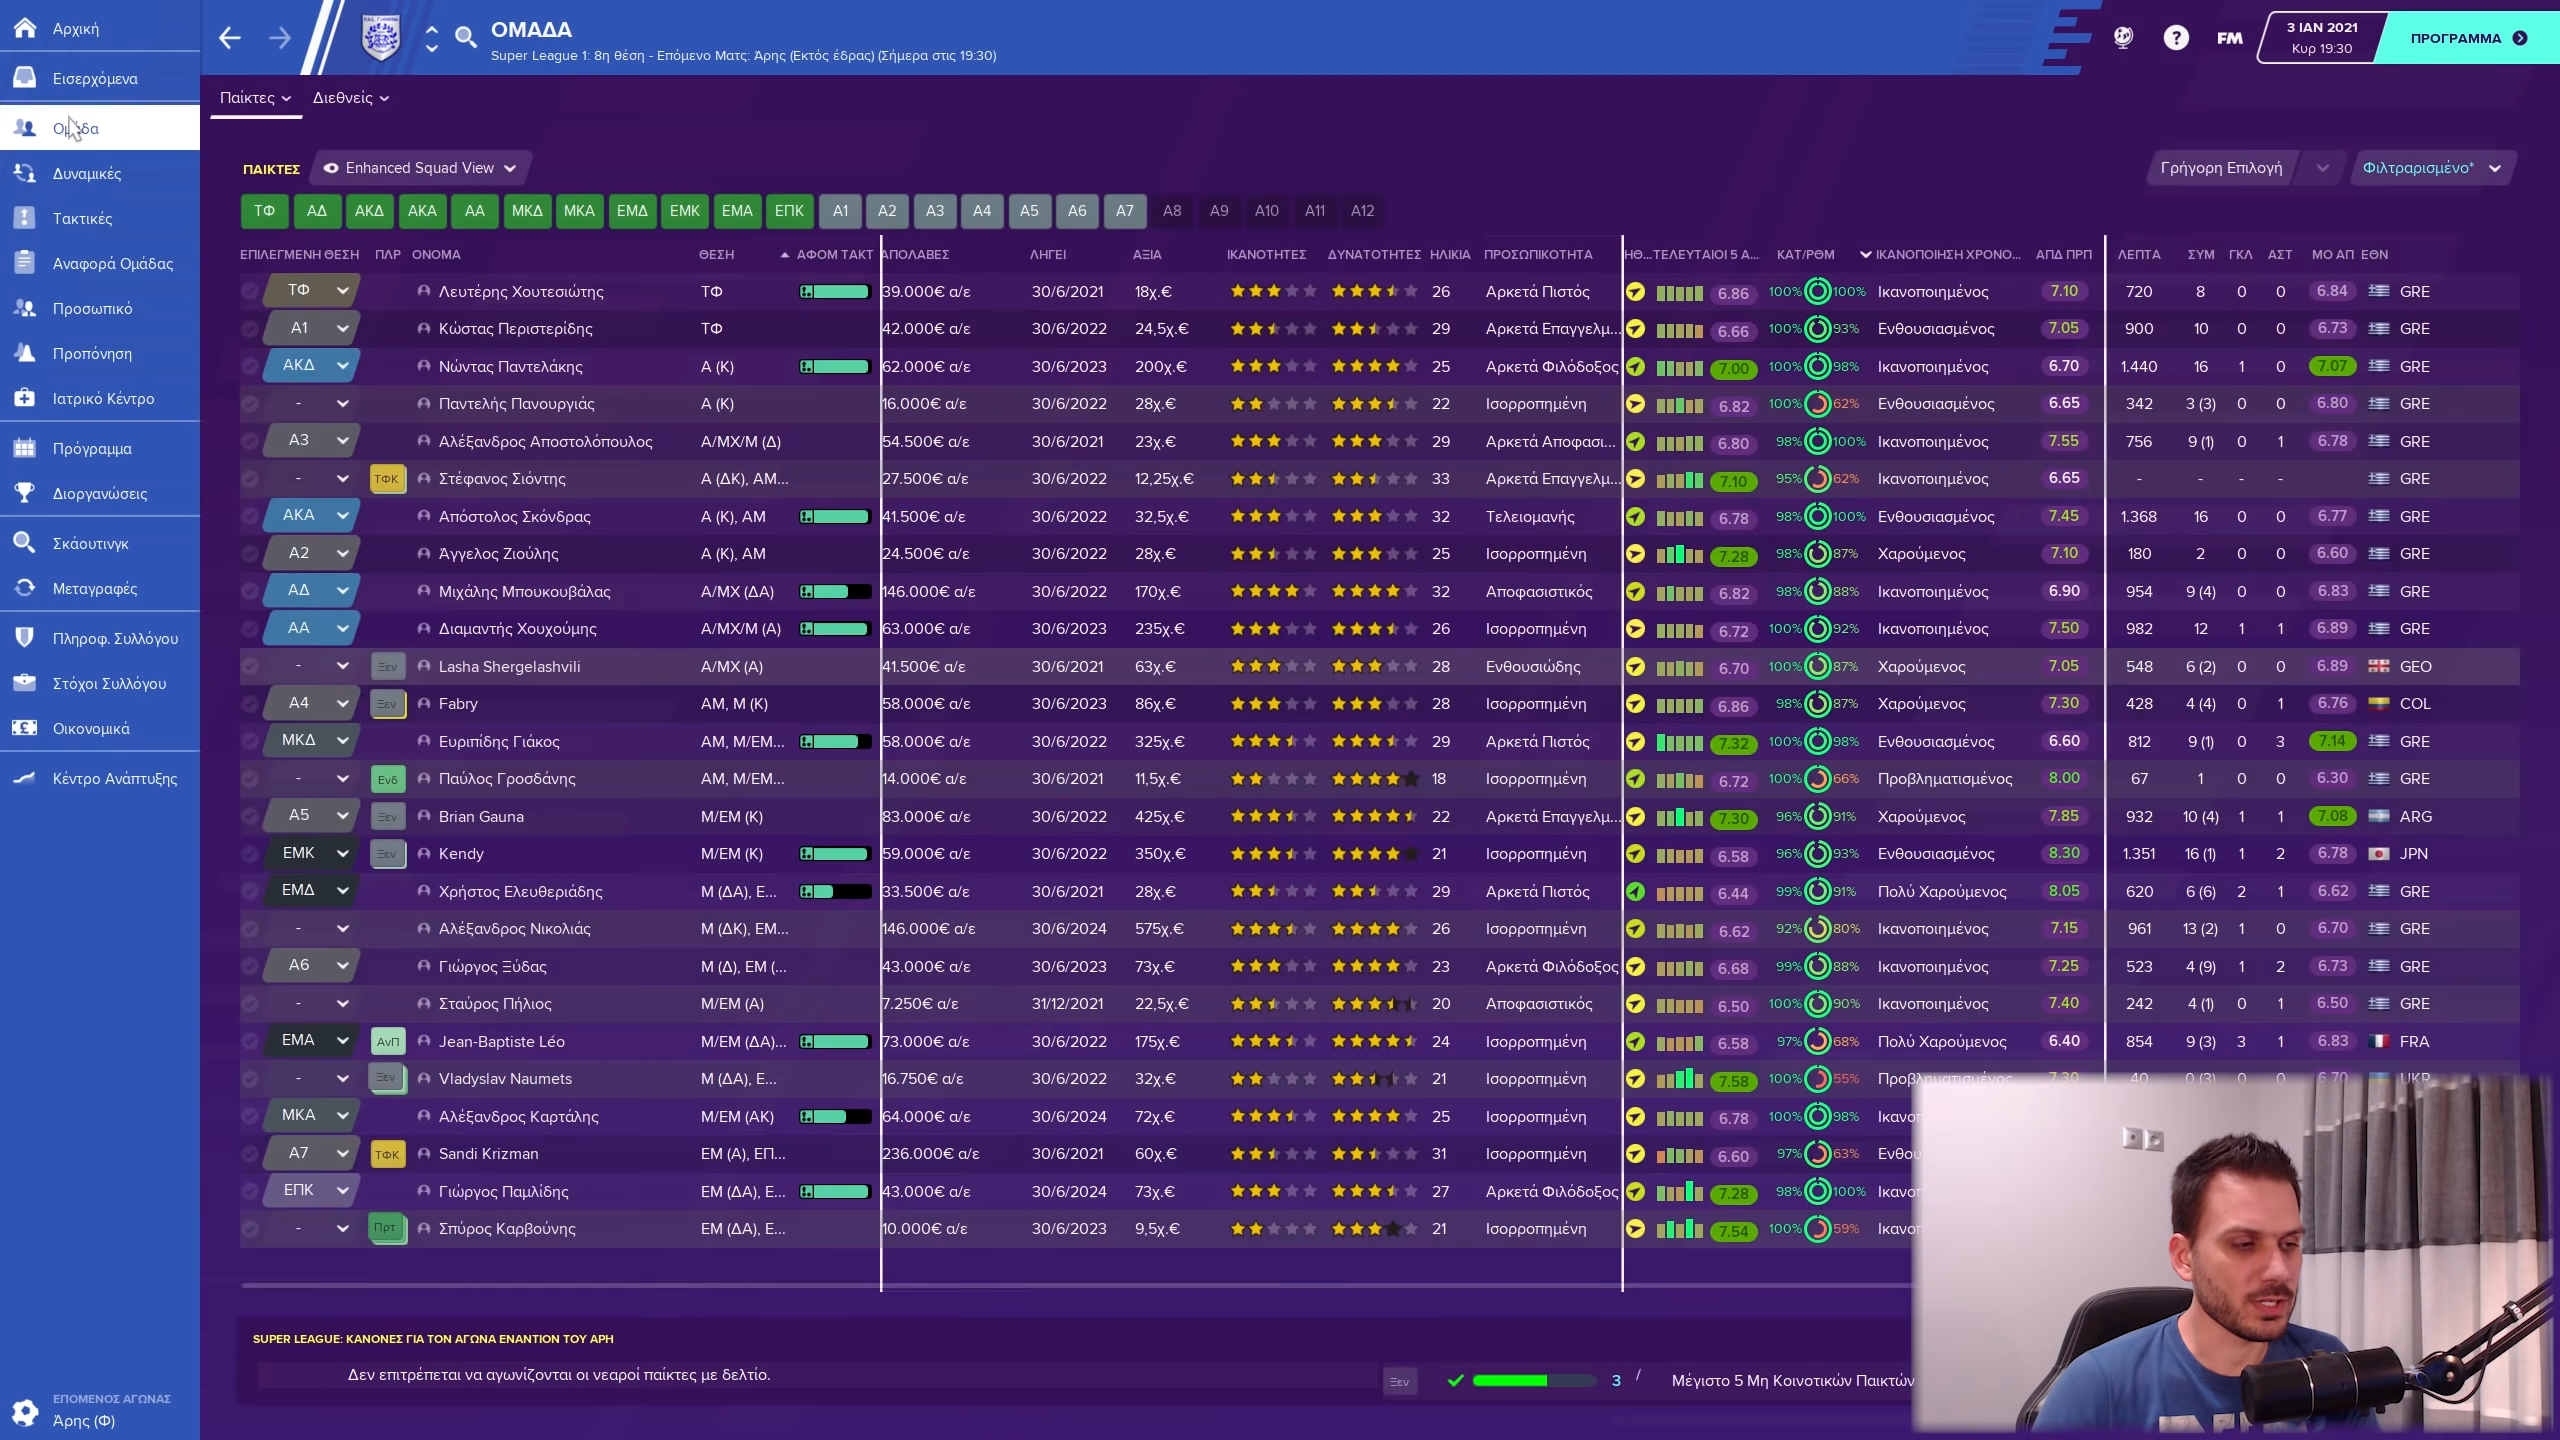 Αρχική
Εισερχόμενα
Ομάδα
Δυναμικές
Τακτικές
Αναφορά Ομάδας
Προσωπικό
Προπόνηση
Ιατρικό Κέντρο
Πρόγραμμα
Διοργανώσεις
Σκάουτινγκ
Μεταγραφές
Πληροφ. Συλλόγου
Στόχοι Συλλόγου
Οικονομικά
Κέντρο Ανάπτυξης
ΕΠΟΜΕΝΟΣ ΑΓΩΝΑΣ
Άρης (Φ)
ΟΜΑΔΑ
Super League 1: 8η θέση - Επόμενο Ματς: Άρης (Εκτός έδρας) (Σήμερα στις 19:30)
FM
3 ΙΑΝ 2021
Κυρ 19:30
ΠΡΟΓΡΑΜΜΑ
Παίκτες Διεθνείς
ΠΑΙΚΤΕΣ Enhanced Squad View Γρήγορη Επιλογή Φιλτραρισμένο*
ΤΦ ΑΔ ΑΚΔ ΑΚΑ ΑΑ ΜΚΔ ΜΚΑ ΕΜΔ ΕΜΚ ΕΜΑ ΕΠΚ Α1 Α2 Α3 Α4 Α5 Α6 Α7 Α8 Α9 Α10 Α11 Α12
ΕΠΙΛΕΓΜΕΝΗ ΘΕΣΗ ΠΛΡ ΟΝΟΜΑ ΘΕΣΗ ΑΦΟΜ ΤΑΚΤ ΑΠΟΛΑΒΕΣ ΛΗΓΕΙ ΑΞΙΑ ΙΚΑΝΟΤΗΤΕΣ ΔΥΝΑΤΟΤΗΤΕΣ ΗΛΙΚΙΑ ΠΡΟΣΩΠΙΚΟΤΗΤΑ ΗΘ... ΤΕΛΕΥΤΑΙΟΙ 5 Α... ΚΑΤ/ΡΘΜ ΙΚΑΝΟΠΟΙΗΣΗ ΧΡΟΝΟ... ΑΠΔ ΠΡΠ ΛΕΠΤΑ ΣΥΜ ΓΚΛ ΑΣΤ ΜΟ ΑΠ ΕΘΝ
ΤΦ Λευτέρης Χουτεσιώτης ΤΦ 39.000€ α/ε 30/6/2021 18χ.€ 26 Αρκετά Πιστός 6.86 100% 100% Ικανοποιημένος 7.10 720 8 0 0 6.84 GRE
Α1 Κώστας Περιστερίδης ΤΦ 42.000€ α/ε 30/6/2022 24,5χ.€ 29 Αρκετά Επαγγελμ... 6.66 100% 93% Ενθουσιασμένος 7.05 900 10 0 0 6.73 GRE
ΑΚΔ Νώντας Παντελάκης Α (Κ) 62.000€ α/ε 30/6/2023 200χ.€ 25 Αρκετά Φιλόδοξος 7.00 100% 98% Ικανοποιημένος 6.70 1.440 16 1 0 7.07 GRE
- Παντελής Πανουργιάς Α (Κ) 16.000€ α/ε 30/6/2022 28χ.€ 22 Ισορροπημένη 6.82 100% 62% Ενθουσιασμένος 6.65 342 3 (3) 0 0 6.80 GRE
Α3 Αλέξανδρος Αποστολόπουλος Α/ΜΧ/Μ (Δ) 54.500€ α/ε 30/6/2021 23χ.€ 29 Αρκετά Αποφασι... 6.80 98% 100% Ικανοποιημένος 7.55 756 9 (1) 0 1 6.78 GRE
- ΤΦΚ Στέφανος Σιόντης Α (ΔΚ), ΑΜ... 27.500€ α/ε 30/6/2022 12,25χ.€ 33 Αρκετά Επαγγελμ... 7.10 95% 62% Ικανοποιημένος 6.65 - - - - GRE
ΑΚΑ Απόστολος Σκόνδρας Α (Κ), ΑΜ 41.500€ α/ε 30/6/2022 32,5χ.€ 32 Τελειομανής 6.78 98% 100% Ενθουσιασμένος 7.45 1.368 16 0 0 6.77 GRE
Α2 Άγγελος Ζιούλης Α (Κ), ΑΜ 24.500€ α/ε 30/6/2022 28χ.€ 25 Ισορροπημένη 7.28 98% 87% Χαρούμενος 7.10 180 2 0 0 6.60 GRE
ΑΔ Μιχάλης Μπουκουβάλας Α/ΜΧ (ΔΑ) 146.000€ α/ε 30/6/2022 170χ.€ 32 Αποφασιστικός 6.82 98% 88% Ικανοποιημένος 6.90 954 9 (4) 0 0 6.83 GRE
ΑΑ Διαμαντής Χουχούμης Α/ΜΧ/Μ (Α) 63.000€ α/ε 30/6/2023 235χ.€ 26 Ισορροπημένη 6.72 100% 92% Ικανοποιημένος 7.50 982 12 1 1 6.89 GRE
- Ξεν Lasha Shergelashvili Α/ΜΧ (Α) 41.500€ α/ε 30/6/2021 63χ.€ 28 Ενθουσιώδης 6.70 100% 87% Χαρούμενος 7.05 548 6 (2) 0 0 6.89 GEO
Α4 Ξεν Fabry ΑΜ, Μ (Κ) 58.000€ α/ε 30/6/2023 86χ.€ 28 Ισορροπημένη 6.86 98% 87% Χαρούμενος 7.30 428 4 (4) 0 1 6.76 COL
ΜΚΔ Ευριπίδης Γιάκος ΑΜ, Μ/ΕΜ... 58.000€ α/ε 30/6/2022 325χ.€ 29 Αρκετά Πιστός 7.32 100% 98% Ενθουσιασμένος 6.60 812 9 (1) 0 3 7.14 GRE
- Ενδ Παύλος Γροσδάνης ΑΜ, Μ/ΕΜ... 14.000€ α/ε 30/6/2021 11,5χ.€ 18 Ισορροπημένη 6.72 100% 66% Προβληματισμένος 8.00 67 1 0 0 6.30 GRE
Α5 Ξεν Brian Gauna Μ/ΕΜ (Κ) 83.000€ α/ε 30/6/2022 425χ.€ 22 Αρκετά Επαγγελμ... 7.30 96% 91% Χαρούμενος 7.85 932 10 (4) 1 1 7.08 ARG
ΕΜΚ Ξεν Kendy Μ/ΕΜ (Κ) 59.000€ α/ε 30/6/2022 350χ.€ 21 Ισορροπημένη 6.58 96% 93% Ενθουσιασμένος 8.30 1.351 16 (1) 1 2 6.78 JPN
ΕΜΔ Χρήστος Ελευθεριάδης Μ (ΔΑ), Ε... 33.500€ α/ε 30/6/2021 28χ.€ 29 Αρκετά Πιστός 6.44 99% 91% Πολύ Χαρούμενος 8.05 620 6 (6) 2 1 6.62 GRE
- Αλέξανδρος Νικολιάς Μ (ΔΚ), ΕΜ... 146.000€ α/ε 30/6/2024 575χ.€ 26 Ισορροπημένη 6.62 92% 80% Ικανοποιημένος 7.15 961 13 (2) 1 0 6.70 GRE
Α6 Γιώργος Ξύδας Μ (Δ), ΕΜ (... 43.000€ α/ε 30/6/2023 73χ.€ 23 Αρκετά Φιλόδοξος 6.68 99% 88% Ικανοποιημένος 7.25 523 4 (9) 1 2 6.73 GRE
- Σταύρος Πήλιος Μ/ΕΜ (Α) 7.250€ α/ε 31/12/2021 22,5χ.€ 20 Αποφασιστικός 6.50 100% 90% Ικανοποιημένος 7.40 242 4 (1) 0 1 6.50 GRE
ΕΜΑ ΑνΠ Jean-Baptiste Léo Μ/ΕΜ (ΔΑ)... 73.000€ α/ε 30/6/2022 175χ.€ 24 Ισορροπημένη 6.58 97% 68% Πολύ Χαρούμενος 6.40 854 9 (3) 3 1 6.83 FRA
- Ξεν Vladyslav Naumets Μ (ΔΑ), Ε... 16.750€ α/ε 30/6/2022 32χ.€ 21 Ισορροπημένη 7.58 100% 55% Προβληματισμένος
ΜΚΑ Αλέξανδρος Καρτάλης Μ/ΕΜ (ΑΚ) 64.000€ α/ε 30/6/2024 72χ.€ 25 Ισορροπημένη 6.78 100% 98%
Α7 ΤΦΚ Sandi Krizman ΕΜ (Α), ΕΠ... 236.000€ α/ε 30/6/2021 60χ.€ 31 Ισορροπημένη 6.60 97% 63%
ΕΠΚ Γιώργος Παμλίδης ΕΜ (ΔΑ), Ε... 43.000€ α/ε 30/6/2024 73χ.€ 27 Αρκετά Φιλόδοξος 7.28 98% 100%
- Πρτ Σπύρος Καρβούνης ΕΜ (ΔΑ), Ε... 10.000€ α/ε 30/6/2023 9,5χ.€ 21 Ισορροπημένη 7.54 100% 59%
SUPER LEAGUE: ΚΑΝΟΝΕΣ ΓΙΑ ΤΟΝ ΑΓΩΝΑ ΕΝΑΝΤΙΟΝ ΤΟΥ ΑΡΗ
Δεν επιτρέπεται να αγωνίζονται οι νεαροί παίκτες με δελτίο. Ξεν 3 / Μέγιστο 5 Μη Κοινοτικών Παικτών